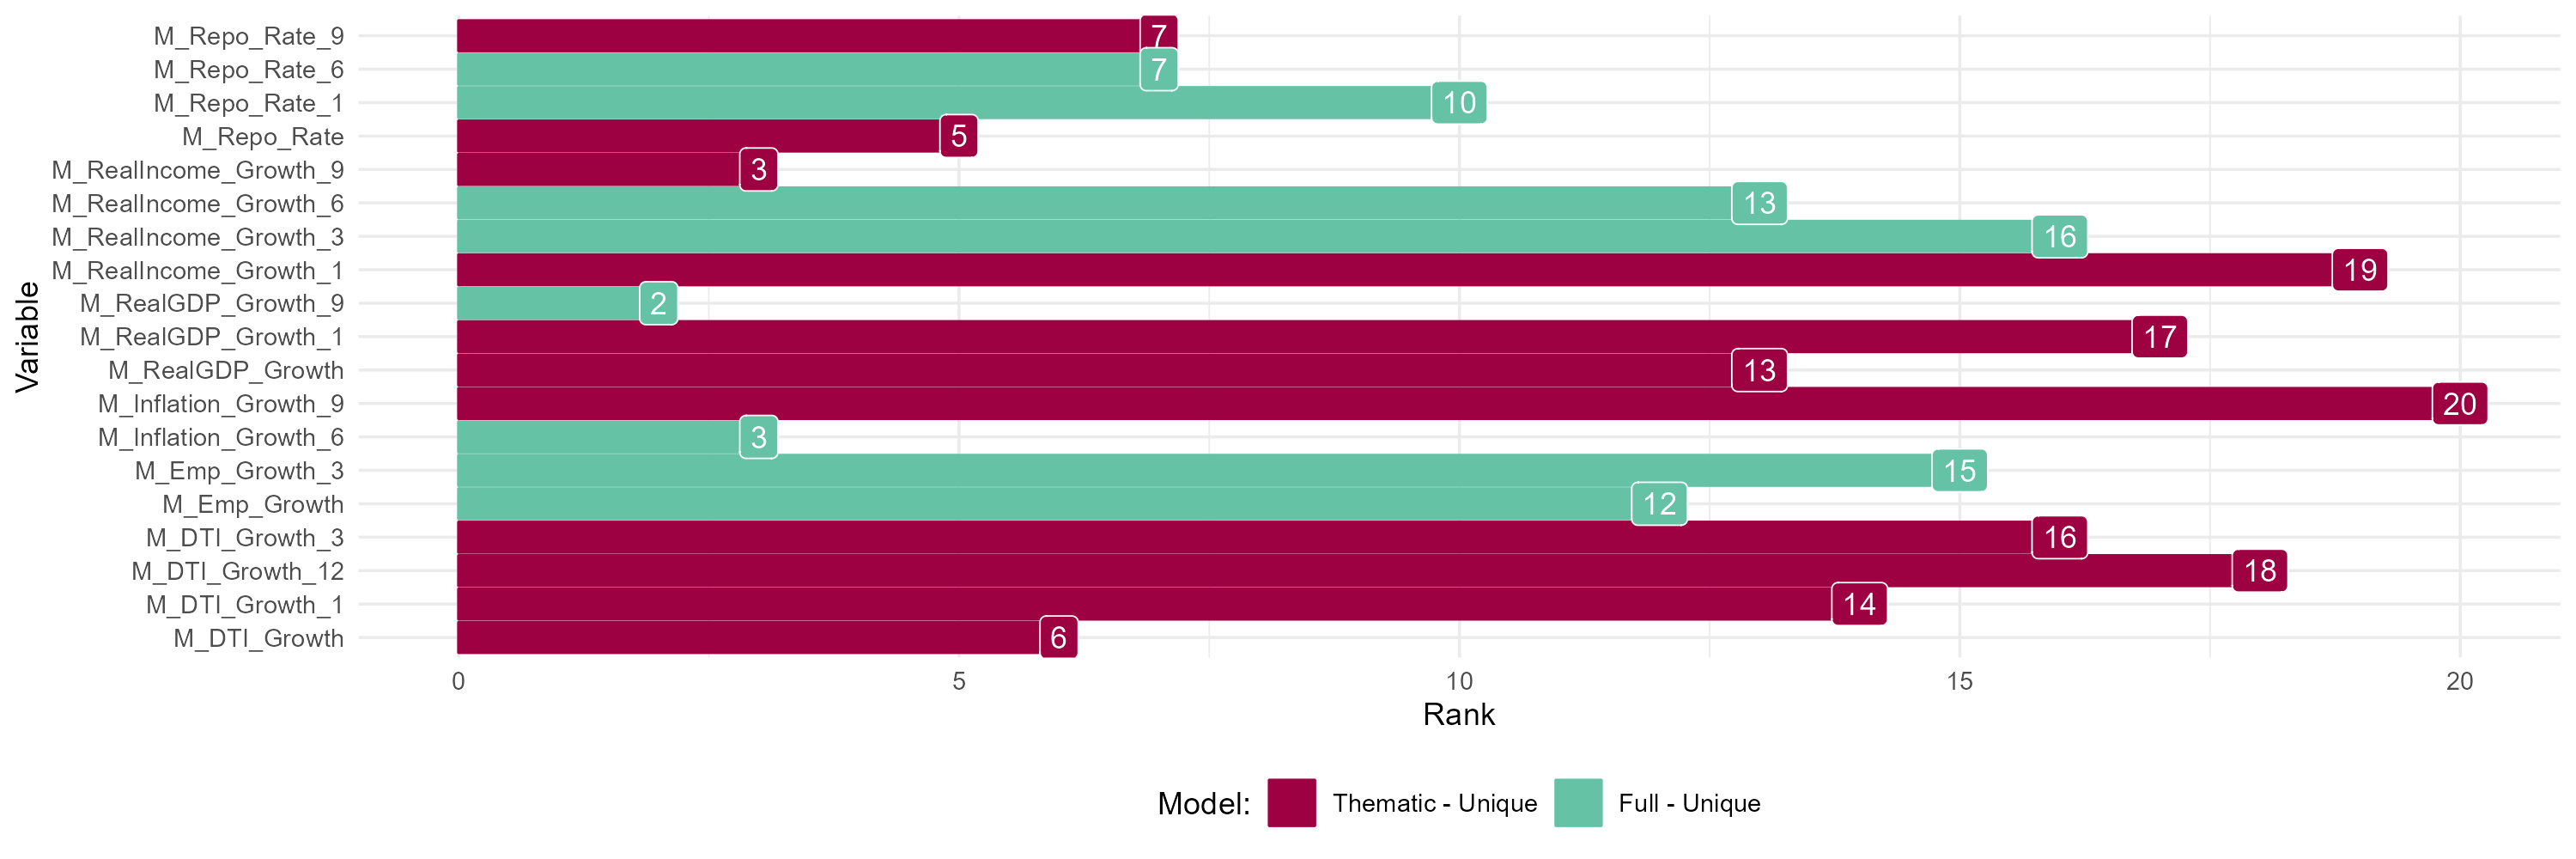 M_Repo_Rate_9 7
M_Repo_Rate_6 7
M_Repo_Rate_1 10
M_Repo_Rate 5
M_RealIncome_Growth_9 3
M_RealIncome_Growth_6 13
M_RealIncome_Growth_3 16
M_RealIncome_Growth_1 19
M_RealGDP_Growth_9 2
M_RealGDP_Growth_1 17
M_RealGDP_Growth 13
M_Inflation_Growth_9 20
M_Inflation_Growth_6 3
M_Emp_Growth_3 15
M_Emp_Growth 12
M_DTI_Growth_3 16
M_DTI_Growth_12 18
M_DTI_Growth_1 14
M_DTI_Growth 6
Variable
0 5 10 15 20
Rank
Model: Thematic - Unique Full - Unique